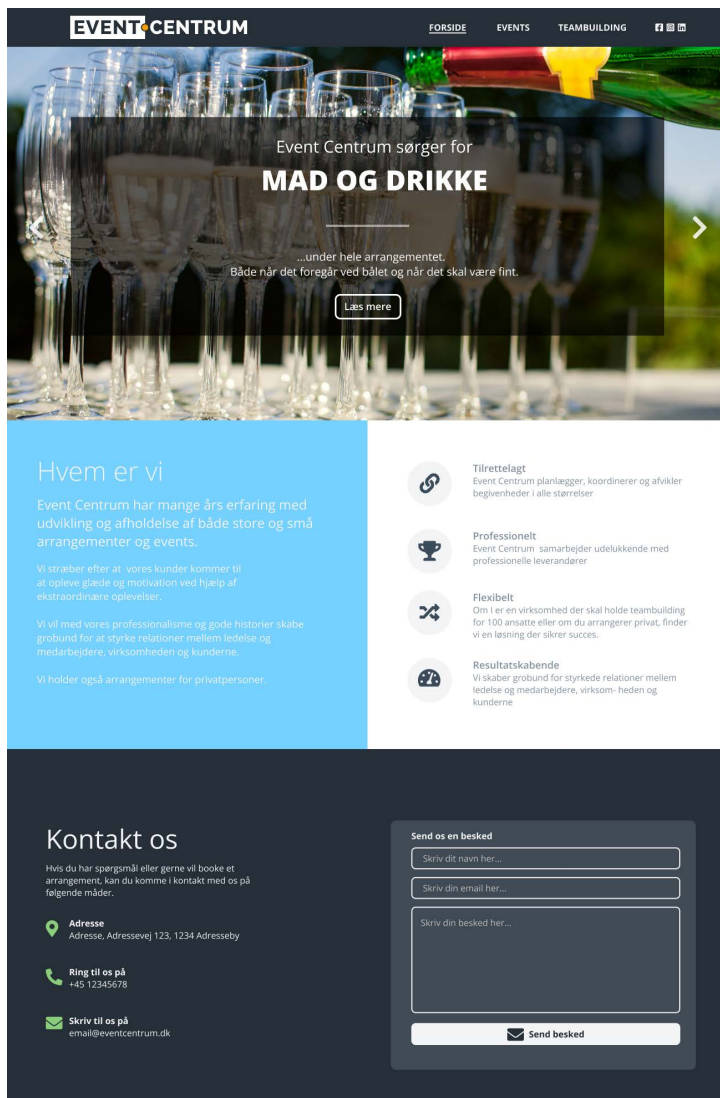 EVENT CENTRUM
FORSIDE
EVENTS
TEAMBUILDING
Event Centrum sørger for
MAD OG DRIKKE
...under hele arrangementet.
Både når det foregår ved bålet og når det skal være fint.
Læs mere
Hvem er vi
Event Centrum har mange års erfaring med
udvikling og afholdelse af både store og små
arrangementer og events.
Vi stræber efter at  vores kunder kommer til
at opleve glæde og motivation ved hjælp af
ekstraordinære oplevelser.
Vi vil med vores professionalisme og gode historier skabe
grobund for at styrke relationer mellem ledelse og
medarbejdere, virksomheden og kunderne.
Vi holder også arrangementer for privatpersoner.
Tilrettelagt
Event Centrum planlægger, koordinerer og afvikler
begivenheder i alle størrelser
Professionelt
Event Centrum  samarbejder udelukkende med
professionelle leverandører
Flexibelt
Om I er en virksomhed der skal holde teambuilding
for 100 ansatte eller om du arrangerer privat, finder
vi en løsning der sikrer succes.
Resultatskabende
Vi skaber grobund for styrkede relationer mellem
ledelse og medarbejdere, virksom- heden og
kunderne
Kontakt os
Hvis du har spørgsmål eller gerne vil booke et
arrangement, kan du komme i kontakt med os på
følgende måder.
Adresse
Adresse, Adressevej 123, 1234 Adresseby
Ring til os på
+45 12345678
Skriv til os på
email@eventcentrum.dk
Send os en besked
Skriv dit navn her...
Skriv din email her...
Skriv din besked her...
Send besked